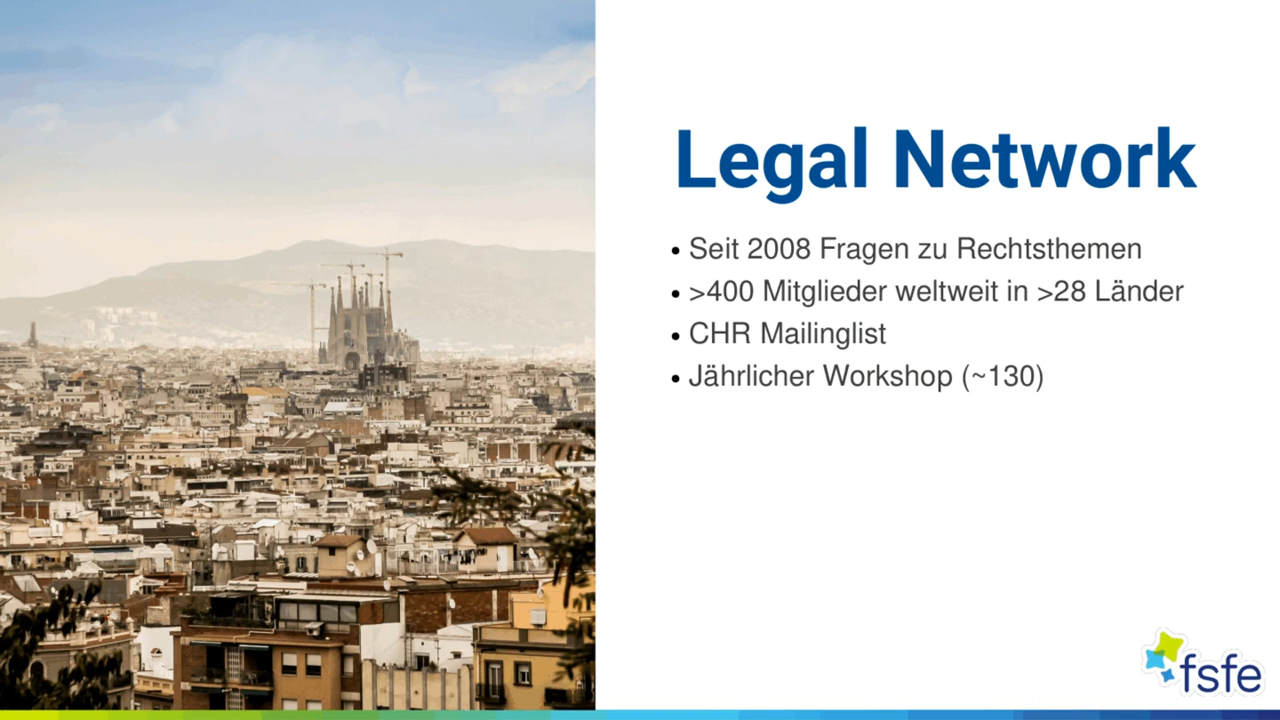 Legal Network
• Seit 2008 Fragen zu Rechtsthemen
• >400 Mitglieder weltweit in >28 Länder
• CHR Mailinglist
• Jährlicher Workshop (~130)
fsfe